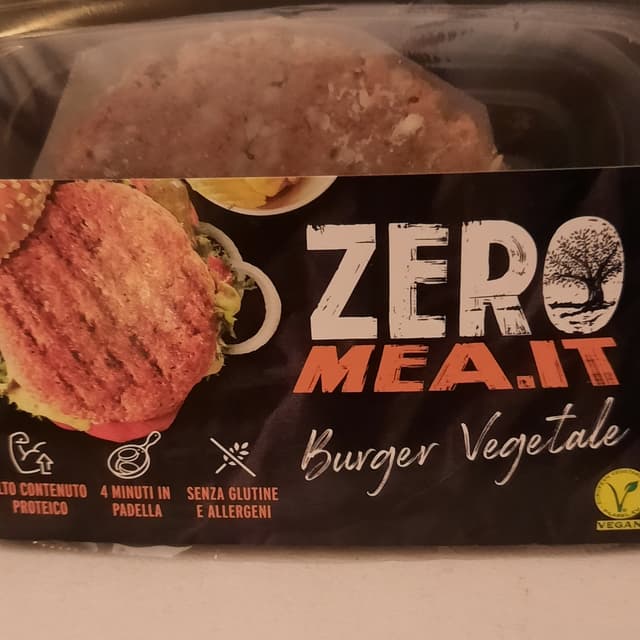 ZERO
MEA.IT
Burger Vegetale
LTO CONTENUTO
PROTEICO
4 MINUTI IN
PADELLA
SENZA GLUTINE
E ALLERGENI
V
VEGAN